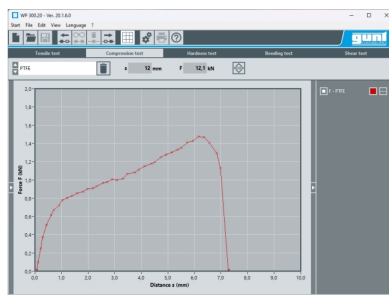 WP 300.20 - Ver. 20.1.6.0
Start File Edit View Language ?
gunt
Tensile test Compression test Hardness test Bending test Shear test
PTFE s 12 mm F 12,1 kN
E - PTFE
Force F (kN)
2,0
1,8
1,6
1,4
1,2
1,0
0,8
0,6
0,4
0,2
0,0
0,0 1,0 2,0 3,0 4,0 5,0 6,0 7,0 8,0 9,0 10,0
Distance s (mm)